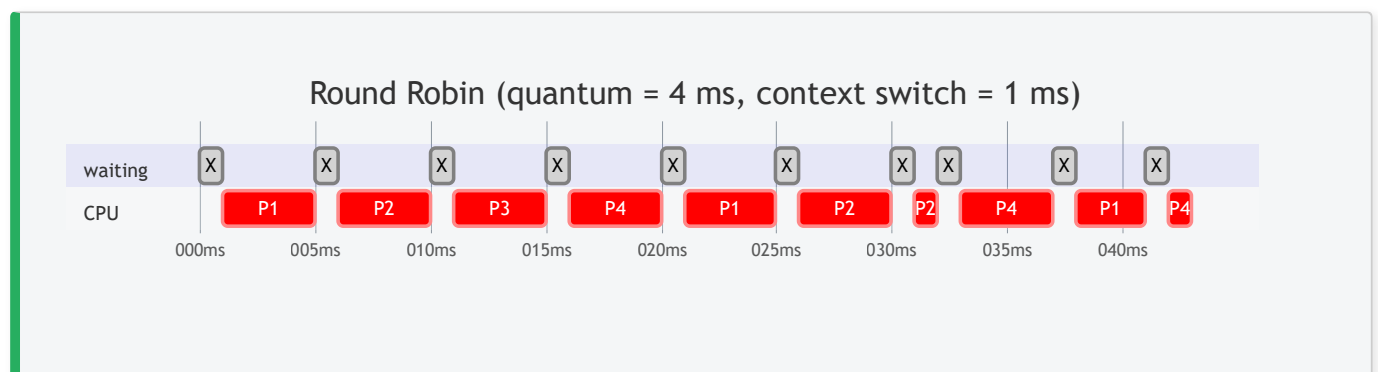 Round Robin (quantum = 4 ms, context switch = 1 ms)
waiting X X X X X X X X X X
CPU P1 P2 P3 P4 P1 P2 P2 P4 P1 P4
000ms 005ms 010ms 015ms 020ms 025ms 030ms 035ms 040ms